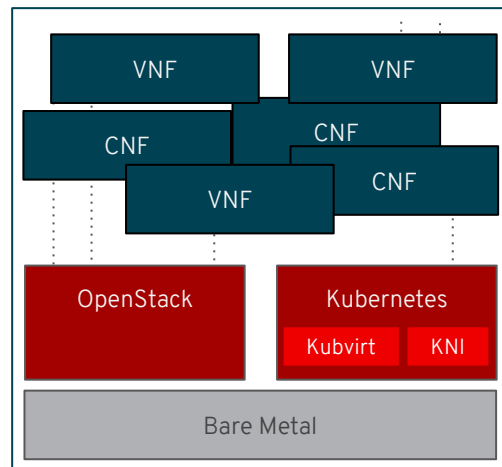 VNF
VNF
CNF
CNF
CNF
VNF
OpenStack
Kubernetes
Kubvirt
KNI
Bare Metal